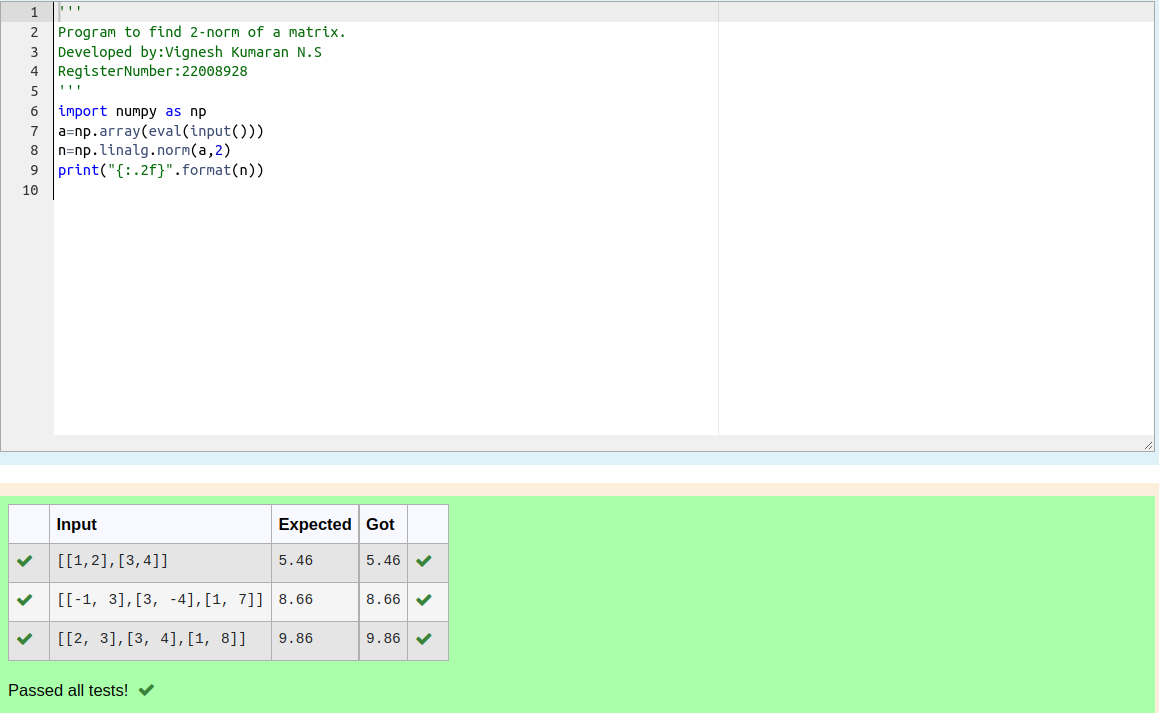 1 '''
2 Program to find 2-norm of a matrix.
3 Developed by:Vignesh Kumaran N.S
4 RegisterNumber:22008928
5 '''
6 import numpy as np
7 a=np.array(eval(input()))
8 n=np.linalg.norm(a,2)
9 print("{:.2f}".format(n))
10
Input Expected Got
[[1,2],[3,4]] 5.46 5.46
[[-1, 3],[3, -4],[1, 7]] 8.66 8.66
[[2, 3],[3, 4],[1, 8]] 9.86 9.86
Passed all tests!